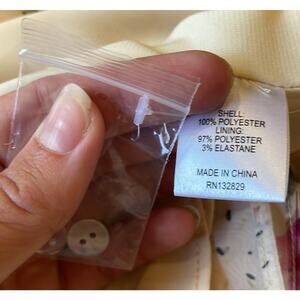 SHELL:
100% POLYESTER
LINING:
97% POLYESTER
3% ELASTANE
MADE IN CHINA
RN132829